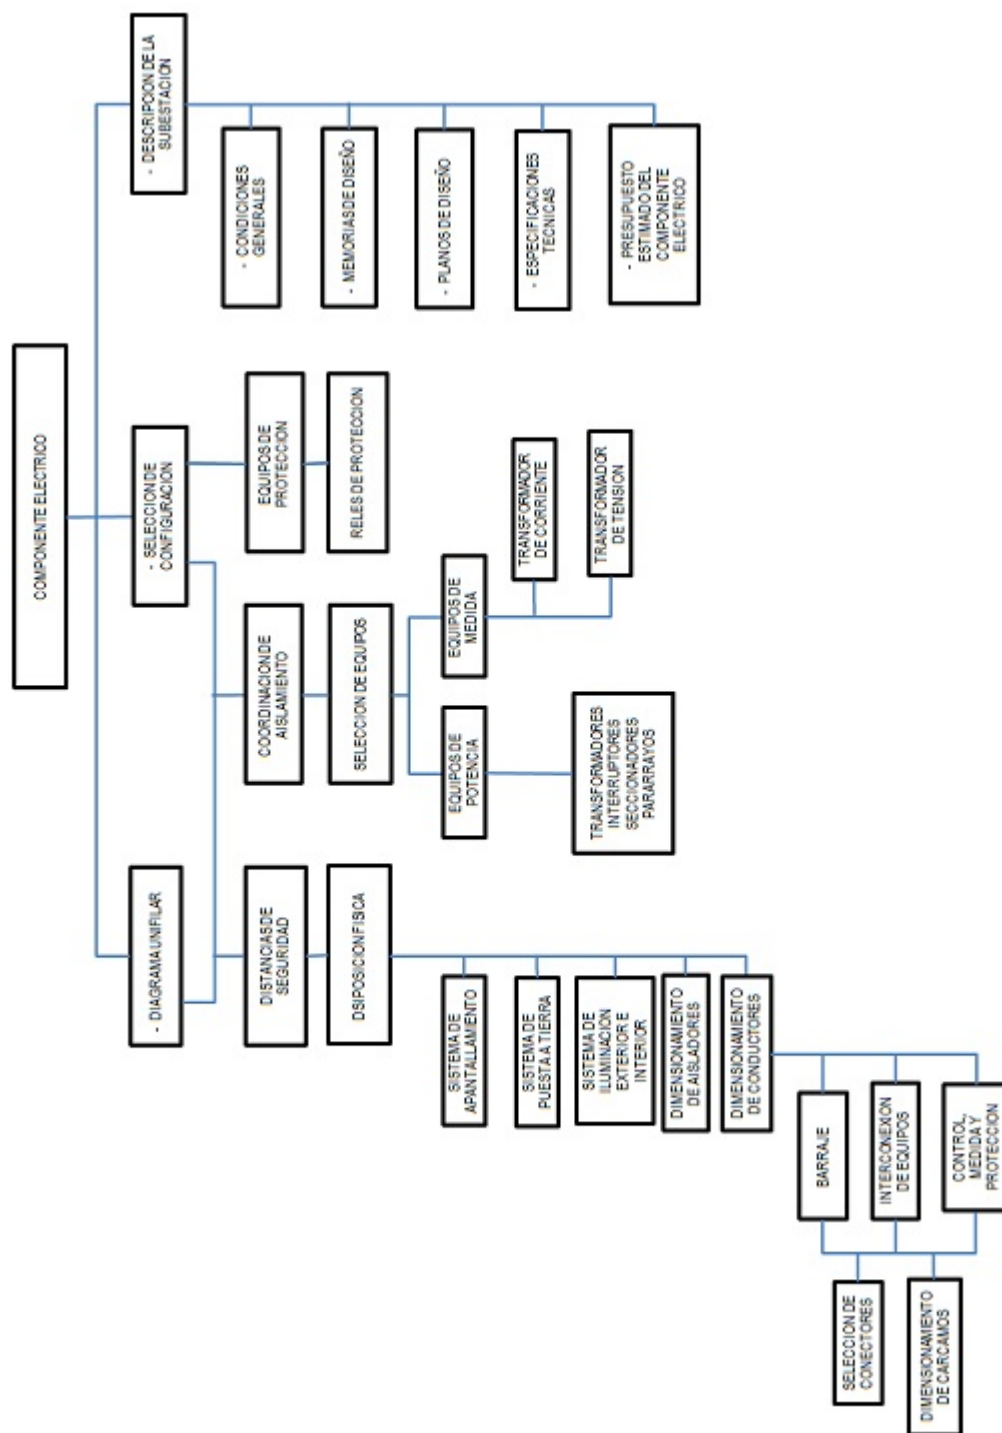 COMPONENTE ELECTRICO
- DIAGRAMA UNIFILAR
- SELECCION DE
CONFIGURACION
- DESCRIPCION DE LA
SUBESTACION
DISTANCIAS DE
SEGURIDAD
COORDINACION DE
AISLAMIENTO
EQUIPOS DE
PROTECCION
- CONDICIONES
GENERALES
DSIPOSICION FISICA
SELECCION DE EQUIPOS
RELES DE PROTECCION
- MEMORIAS DE DISEÑO
- PLANOS DE DISEÑO
- ESPECIFICACIONES
TECNICAS
- PRESUPUESTO
ESTIMADO DEL
COMPONENTE
ELECTRICO
EQUIPOS DE
POTENCIA
EQUIPOS DE
MEDIDA
TRANSFORMADORES
INTERRUPTORES
SECCIONADORES
PARARRAYOS
TRANSFORMADOR
DE CORRIENTE
TRANSFORMADOR
DE TENSION
SISTEMA DE
APANTALLAMIENTO
SISTEMA DE
PUESTA A TIERRA
SISTEMA DE
ILUMINACION
EXTERIOR E
INTERIOR
DIMENSIONAMIENTO
DE AISLADORES
DIMENSIONAMIENTO
DE CONDUCTORES
BARRAJE
INTERCONEXION
DE EQUIPOS
CONTROL,
MEDIDA Y
PROTECCION
SELECCION DE
CONECTORES
DIMENSIONAMIENTO
DE CARCAMOS